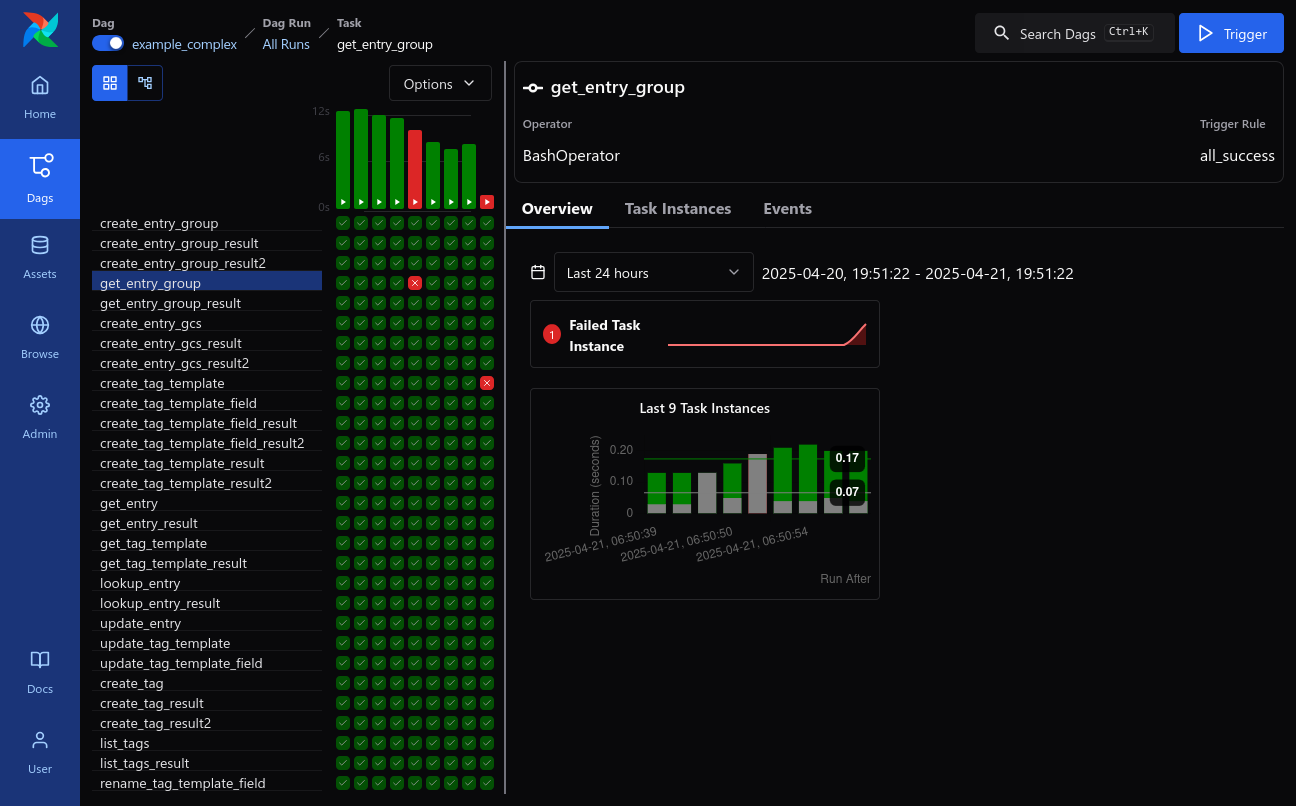 Dag
example_complex
Dag Run
All Runs
Task
get_entry_group
Search Dags
Ctrl+K
Trigger
Home
Dags
Assets
Browse
Admin
Docs
User
Options
12s
6s
0s
create_entry_group
create_entry_group_result
create_entry_group_result2
get_entry_group
get_entry_group_result
create_entry_gcs
create_entry_gcs_result
create_entry_gcs_result2
create_tag_template
create_tag_template_field
create_tag_template_field_result
create_tag_template_field_result2
create_tag_template_result
create_tag_template_result2
get_entry
get_entry_result
get_tag_template
get_tag_template_result
lookup_entry
lookup_entry_result
update_entry
update_tag_template
update_tag_template_field
create_tag
create_tag_result
create_tag_result2
list_tags
list_tags_result
rename_tag_template_field
get_entry_group
Operator
Trigger Rule
BashOperator
all_success
Overview
Task Instances
Events
Last 24 hours
2025-04-20, 19:51:22 - 2025-04-21, 19:51:22
1
Failed Task
Instance
Last 9 Task Instances
Duration (seconds)
0.20
0.10
0
0.17
0.07
2025-04-21, 06:50:39
2025-04-21, 06:50:50
2025-04-21, 06:50:54
Run After